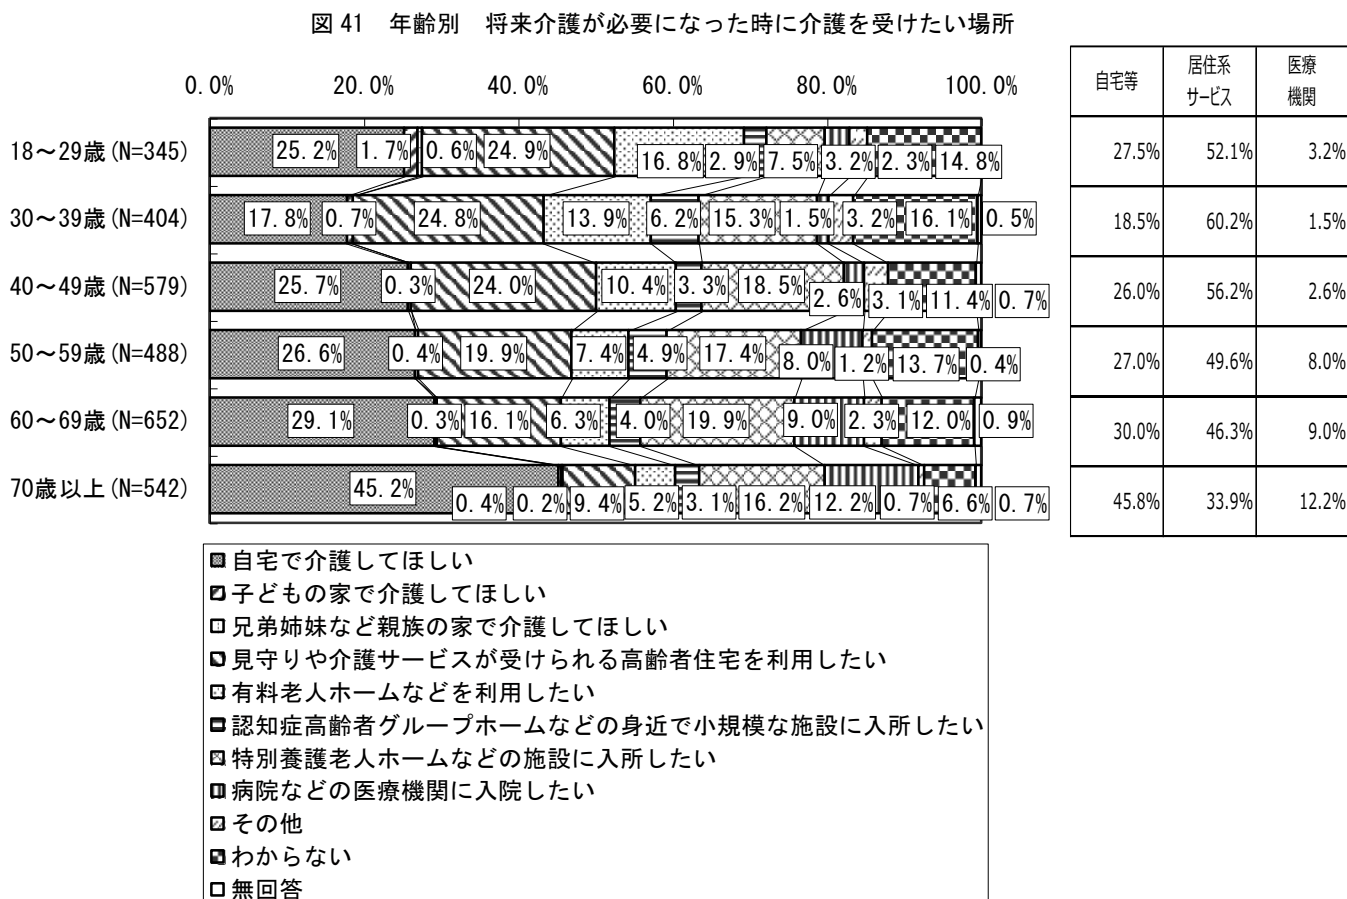 図 41　年齢別　将来介護が必要になった時に介護を受けたい場所
0.0% 20.0% 40.0% 60.0% 80.0% 100.0%
自宅等 居住系サービス 医療機関
18～29歳(N=345) 25.2% 1.7% 0.6% 24.9% 16.8% 2.9% 7.5% 3.2% 2.3% 14.8% 27.5% 52.1% 3.2%
30～39歳(N=404) 17.8% 0.7% 24.8% 13.9% 6.2% 15.3% 1.5% 3.2% 16.1% 0.5% 18.5% 60.2% 1.5%
40～49歳(N=579) 25.7% 0.3% 24.0% 10.4% 3.3% 18.5% 2.6% 3.1% 11.4% 0.7% 26.0% 56.2% 2.6%
50～59歳(N=488) 26.6% 0.4% 19.9% 7.4% 4.9% 17.4% 8.0% 1.2% 13.7% 0.4% 27.0% 49.6% 8.0%
60～69歳(N=652) 29.1% 0.3% 16.1% 6.3% 4.0% 19.9% 9.0% 2.3% 12.0% 0.9% 30.0% 46.3% 9.0%
70歳以上(N=542) 45.2% 0.4% 0.2% 9.4% 5.2% 3.1% 16.2% 12.2% 0.7% 6.6% 0.7% 45.8% 33.9% 12.2%
自宅で介護してほしい
子どもの家で介護してほしい
兄弟姉妹など親族の家で介護してほしい
見守りや介護サービスが受けられる高齢者住宅を利用したい
有料老人ホームなどを利用したい
認知症高齢者グループホームなどの身近で小規模な施設に入所したい
特別養護老人ホームなどの施設に入所したい
病院などの医療機関に入院したい
その他
わからない
無回答